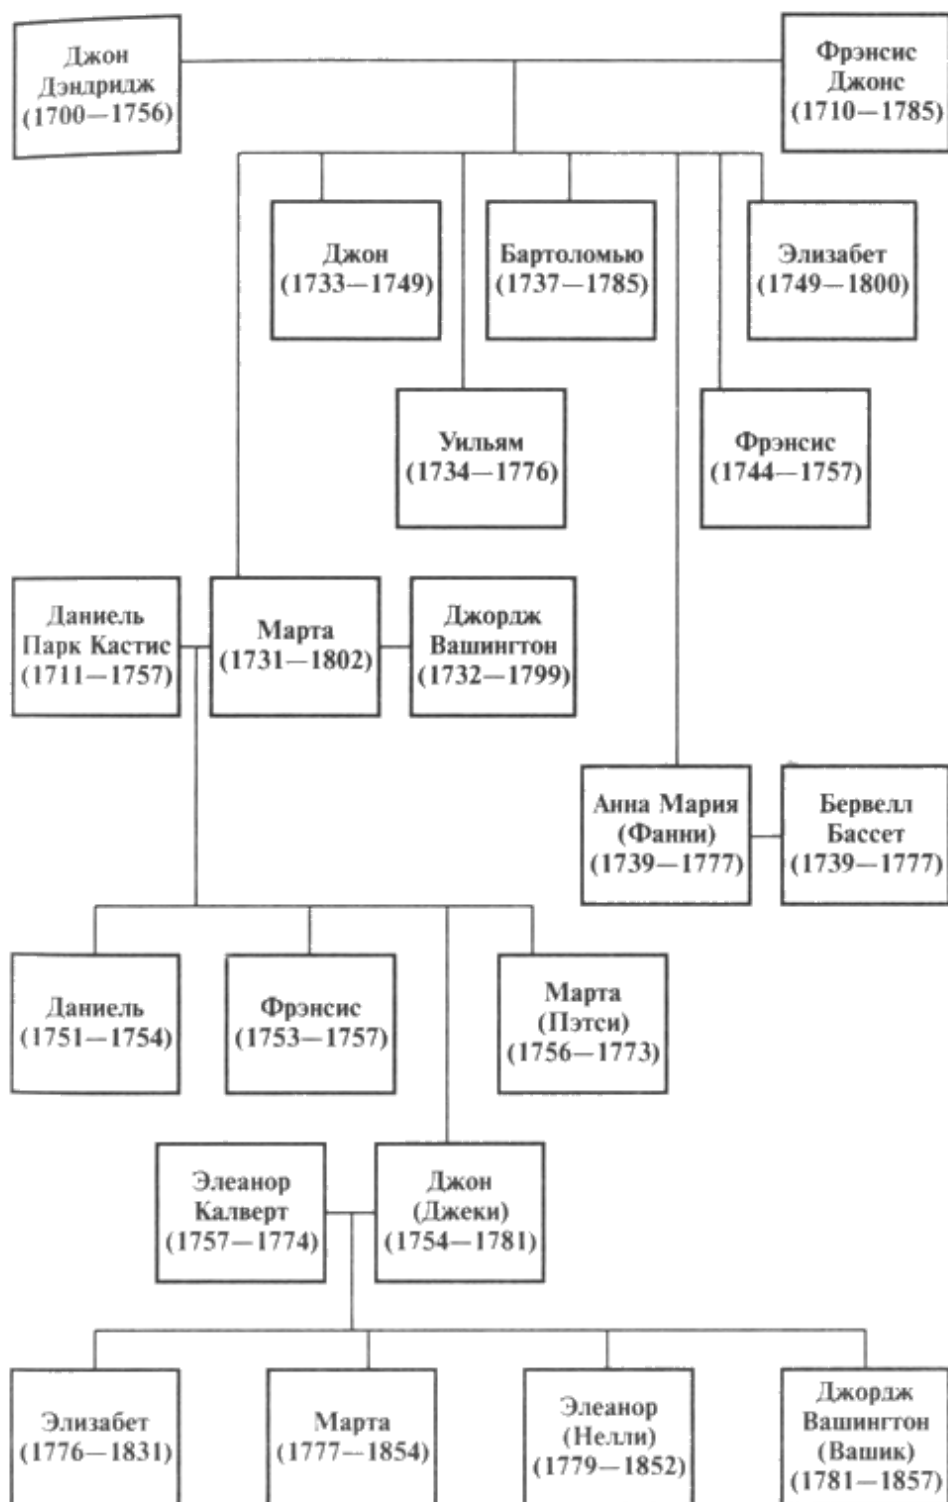 Джон
Дэндридж
(1700—1756)
Фрэнсис
Джонс
(1710—1785)
Джон
(1733—1749)
Бартоломью
(1737—1785)
Элизабет
(1749—1800)
Уильям
(1734—1776)
Фрэнсис
(1744—1757)
Даниель
Парк Кастис
(1711—1757)
Марта
(1731—1802)
Джордж
Вашингтон
(1732—1799)
Анна Мария
(Фанни)
(1739—1777)
Бервелл
Бассет
(1739—1777)
Даниель
(1751—1754)
Фрэнсис
(1753—1757)
Марта
(Пэтси)
(1756—1773)
Элеанор
Калверт
(1757—1774)
Джон
(Джеки)
(1754—1781)
Элизабет
(1776—1831)
Марта
(1777—1854)
Элеанор
(Нелли)
(1779—1852)
Джордж
Вашингтон
(Вашик)
(1781—1857)